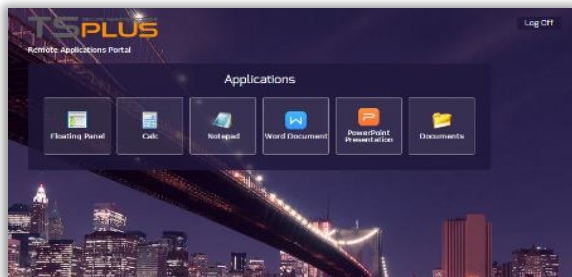 TSPLUS
Log Off
Remote Applications Portal
Applications
Floating Panel
Calc
Notepad
Word Document
PowerPoint
Presentation
Documents